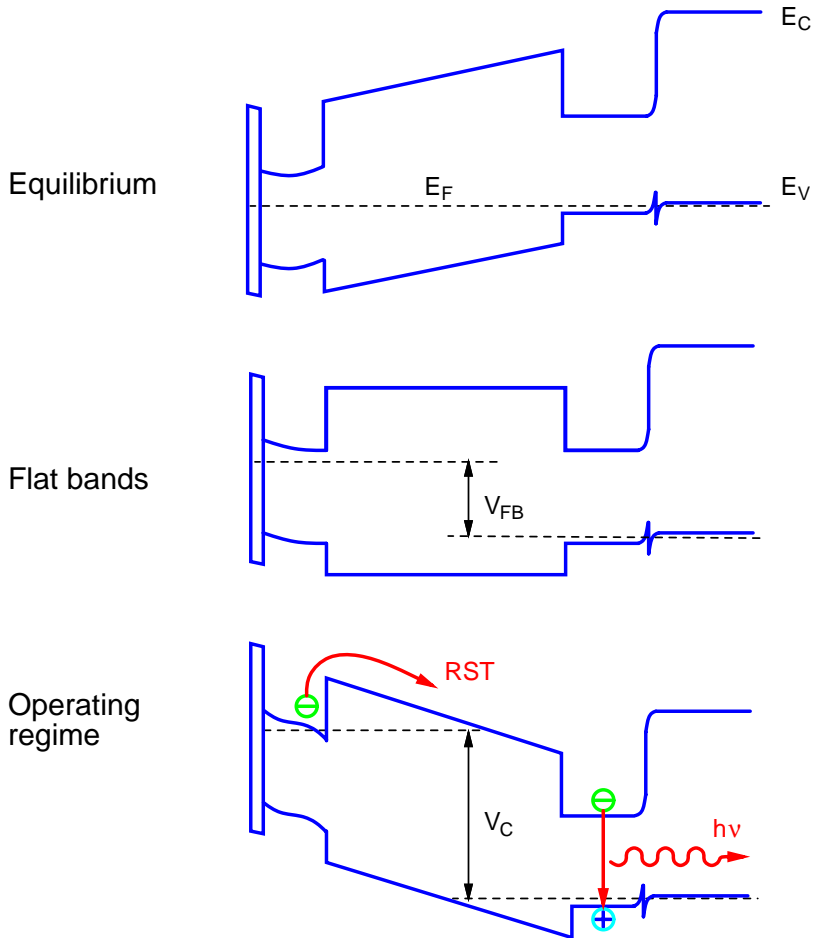 E_C
Equilibrium
E_F
E_V
Flat bands
V_FB
RST
Operating
regime
V_C
hν